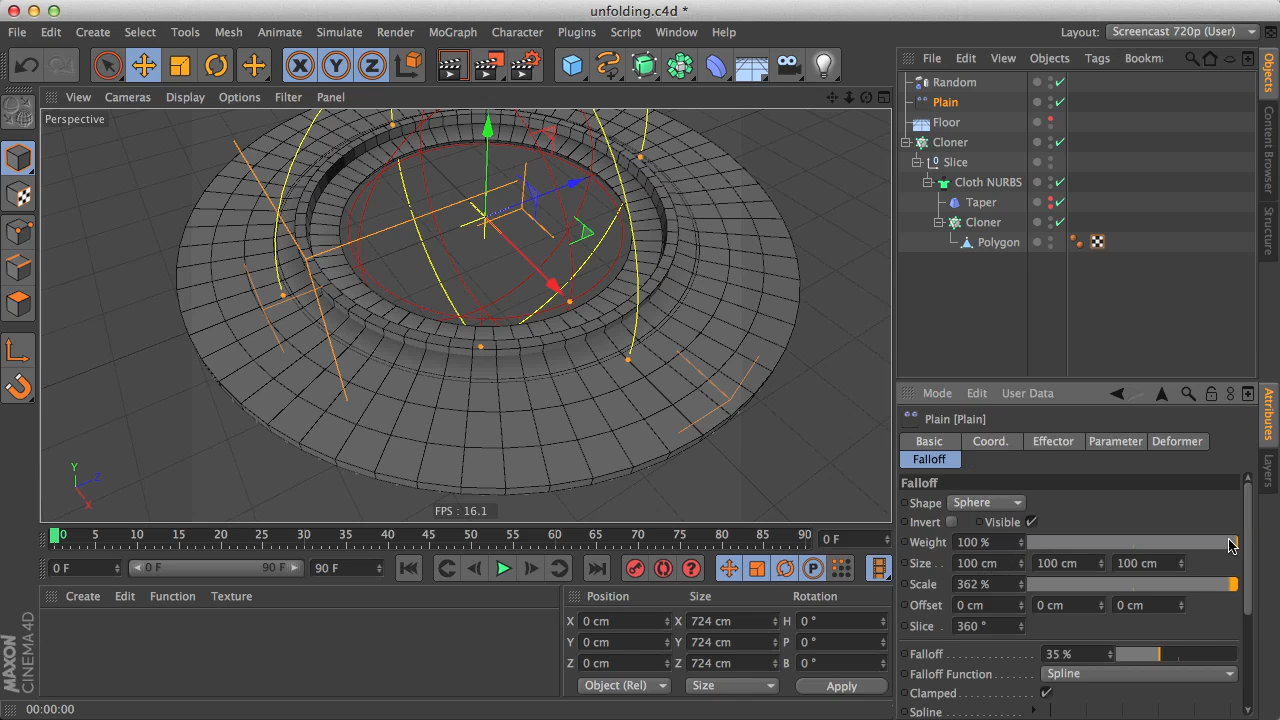 unfolding.c4d *
File Edit Create Select Tools Mesh Animate Simulate Render MoGraph Character Plugins Script Window Help
Layout: Screencast 720p (User)
File Edit View Objects Tags Bookm
View Cameras Display Options Filter Panel
Perspective
Random
Plain
Floor
Cloner
Slice
Cloth NURBS
Taper
Cloner
Polygon
Objects
Content Browser
Structure
Mode Edit User Data
Plain [Plain]
Basic Coord. Effector Parameter Deformer
Falloff
Attributes
Layers
Falloff
Shape Sphere
Invert Visible
Weight 100 %
Size . . 100 cm 100 cm 100 cm
Scale 362 %
Offset 0 cm 0 cm 0 cm
Slice . 360 °
Falloff 35 %
Falloff Function Spline
Clamped
Spline
Y
Z
X
FPS : 16.1
0 5 10 15 20 25 30 35 40 45 50 55 60 65 70 75 80 85 90 0 F
0 F 0 F 90 F 90 F
Create Edit Function Texture
Position Size Rotation
X 0 cm X 724 cm H 0 °
Y 0 cm Y 724 cm P 0 °
Z 0 cm Z 724 cm B 0 °
Object (Rel) Size Apply
MAXON
CINEMA4D
00:00:00